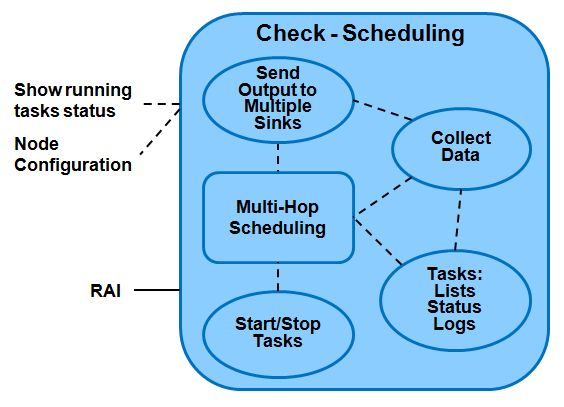 Check - Scheduling
Send
Output to
Multiple
Sinks
Show running
tasks status
Node
Configuration
Collect
Data
Multi-Hop
Scheduling
RAI
Tasks:
Lists
Status
Logs
Start/Stop
Tasks